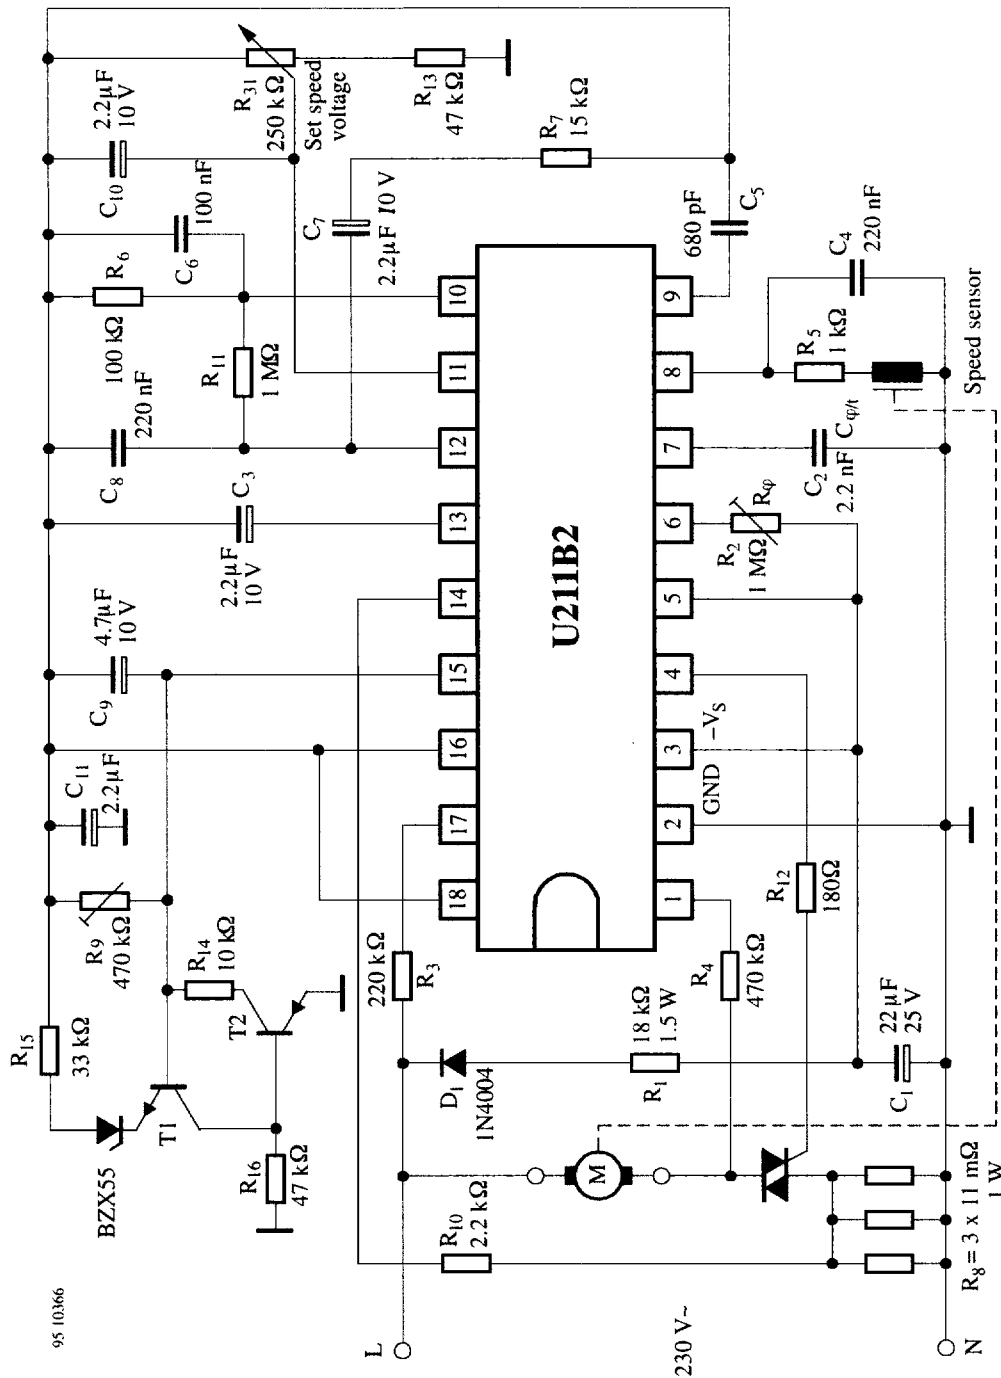 95 10366
R15
33 kΩ
BZX55
T1
R9
470 kΩ
R14
10 kΩ
T2
R16
47 kΩ
C11
2.2µF
C9
4.7µF
10 V
2.2µF
10 V
C3
C8
220 nF
R11
1 MΩ
100 kΩ
R6
C6
100 nF
C10
2.2µF
10 V
R31
250 kΩ
Set speed
voltage
R13
47 kΩ
C7
2.2µF 10 V
R7
15 kΩ
680 pF
C5
18
17
16
15
14
13
12
11
10
U211B2
1
2
3
4
5
6
7
8
9
GND
−VS
L
R10
2.2 kΩ
220 kΩ
R3
D1
1N4004
18 kΩ
1.5 W
R1
R4
470 kΩ
R12
180Ω
R2
1 MΩ
Rφ
C2
2.2 nF
Cφ/t
R5
1 kΩ
C4
220 nF
Speed sensor
M
230 V~
C1
22 µF
25 V
N
R8 = 3 x 11 mΩ
1 W